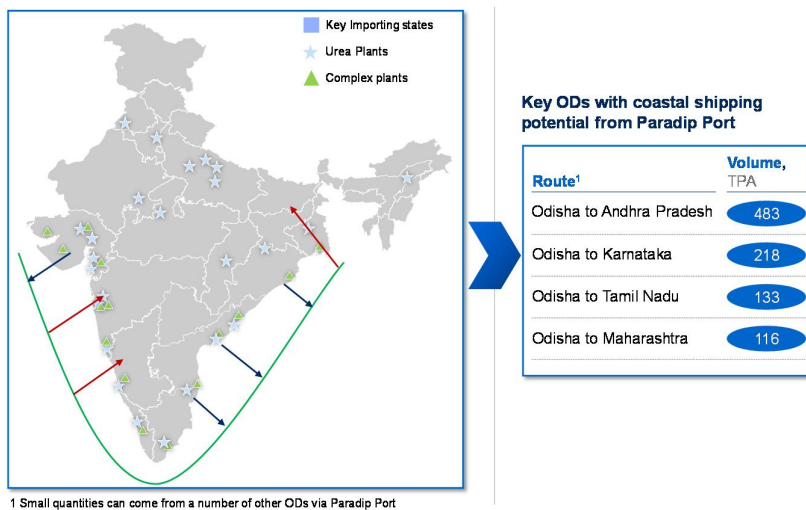 Key Importing states
Urea Plants
Complex plants
Key ODs with coastal shipping
potential from Paradip Port
Route1 Volume,
TPA
Odisha to Andhra Pradesh 483
Odisha to Karnataka 218
Odisha to Tamil Nadu 133
Odisha to Maharashtra 116
1 Small quantities can come from a number of other ODs via Paradip Port